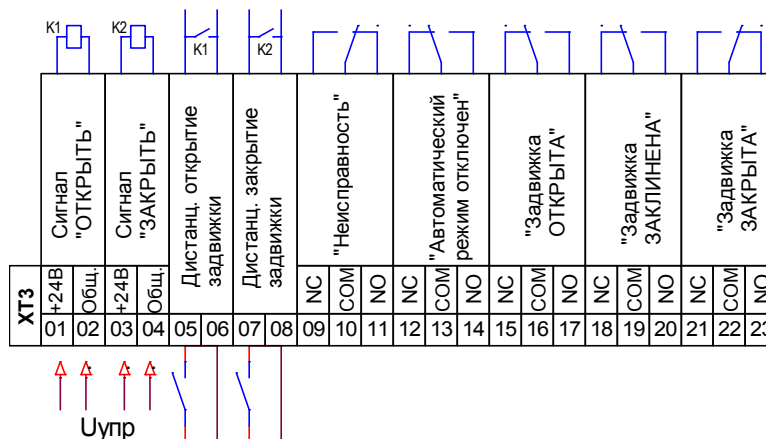 K1
K2
K1
K2
Сигнал
"ОТКРЫТЬ"
Сигнал
"ЗАКРЫТЬ"
Дистанц. открытие
задвижки
Дистанц. закрытие
задвижки
"Неисправность"
"Автоматический
режим отключен"
"Задвижка
ОТКРЫТА"
"Задвижка
ЗАКЛИНЕНА"
"Задвижка
ЗАКРЫТА"
XT3
+24В
Общ.
+24В
Общ.
NC
COM
NO
NC
COM
NO
NC
COM
NO
NC
COM
NO
NC
COM
NO
01 02 03 04 05 06 07 08 09 10 11 12 13 14 15 16 17 18 19 20 21 22 23
Uупр